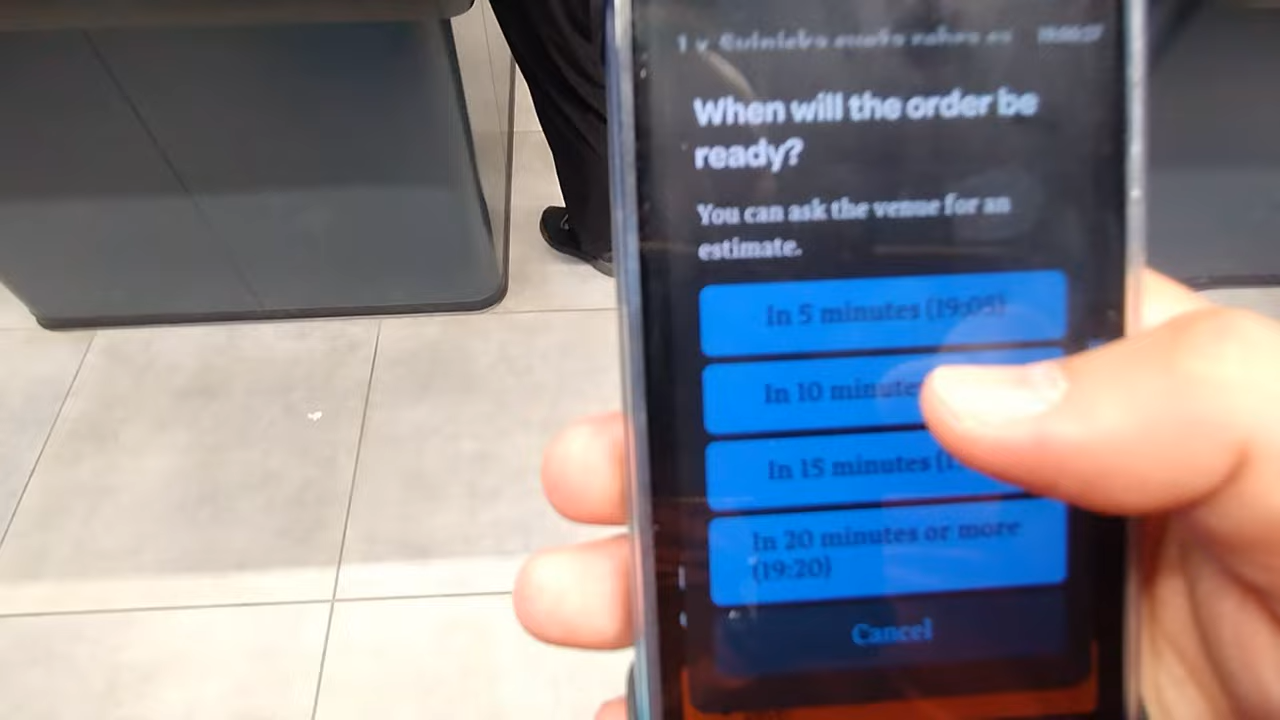 When will the order be
ready?
You can ask the venue for an
estimate.
In 5 minutes (19:05)
In 10 minutes
In 15 minutes
In 20 minutes or more
(19:20)
Cancel